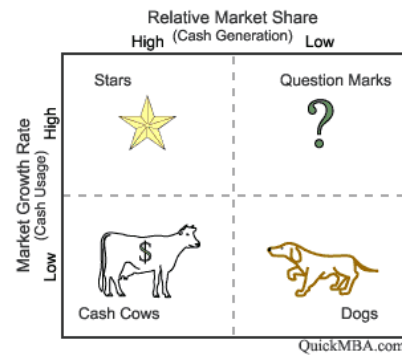 Relative Market Share
(Cash Generation)
High
Low
Market Growth Rate
(Cash Usage)
High
Low
Stars
Question Marks
?
$
Cash Cows
Dogs
QuickMBA.com